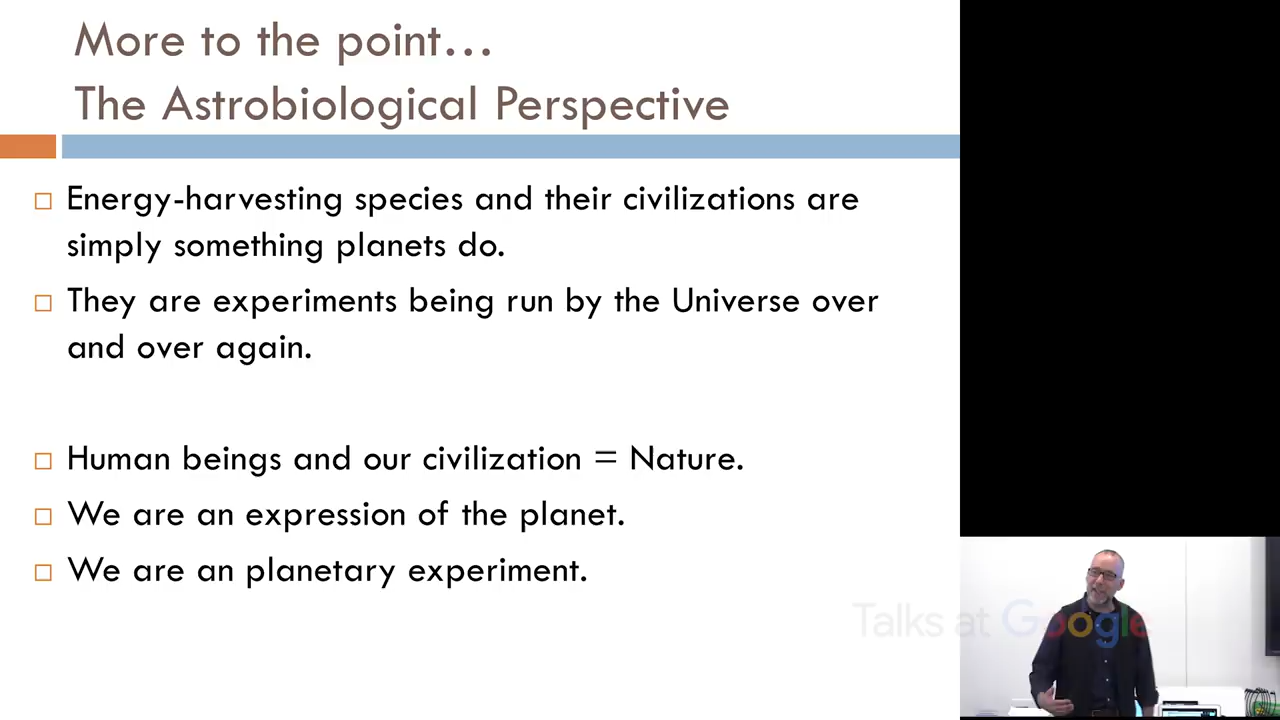 More to the point…
The Astrobiological Perspective
Energy-harvesting species and their civilizations are
simply something planets do.
They are experiments being run by the Universe over
and over again.
Human beings and our civilization = Nature.
We are an expression of the planet.
We are an planetary experiment.
Talks at Google